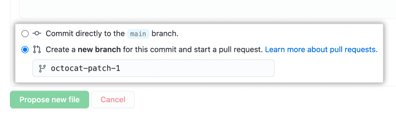 Commit directly to the main branch.
Create a new branch for this commit and start a pull request. Learn more about pull requests.
octocat-patch-1
Propose new file Cancel